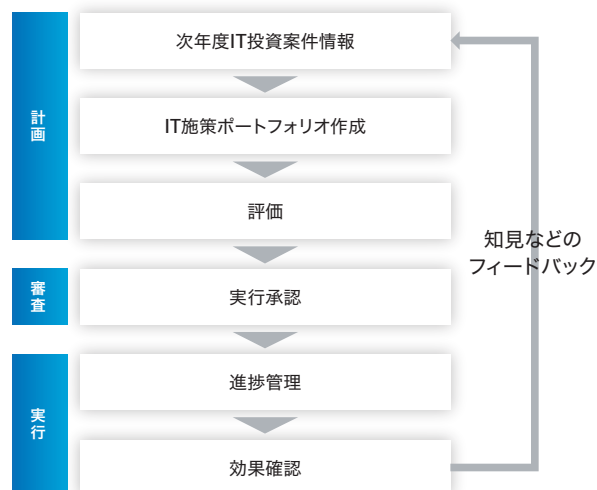 計画
次年度IT投資案件情報
IT施策ポートフォリオ作成
評価
知見などの
フィードバック
審査
実行承認
実行
進捗管理
効果確認